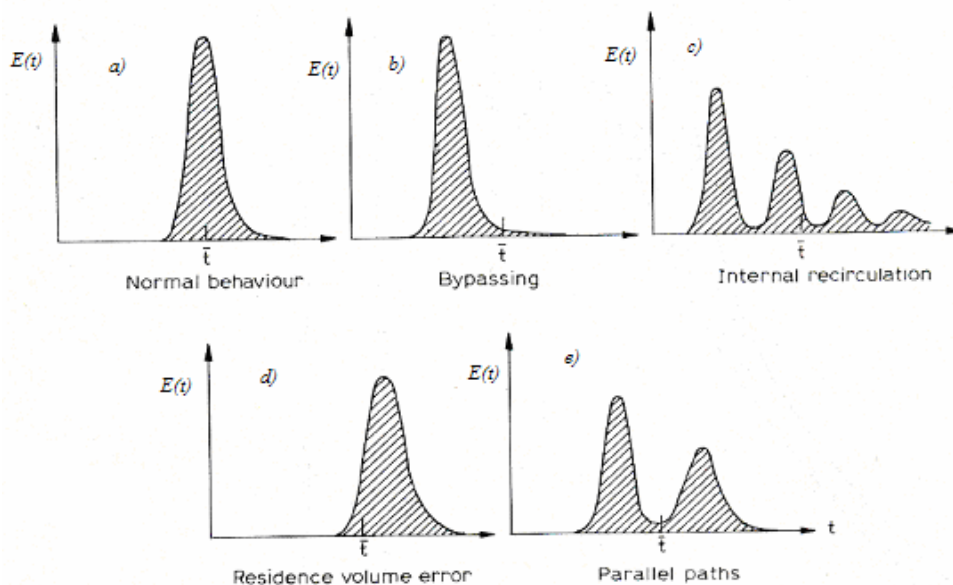 E(t)
a)
t̄
Normal behaviour
E(t)
b)
t̄
Bypassing
E(t)
c)
t̄
Internal recirculation
E(t)
d)
t̄
Residence volume error
E(t)
e)
t̄
t
Parallel paths